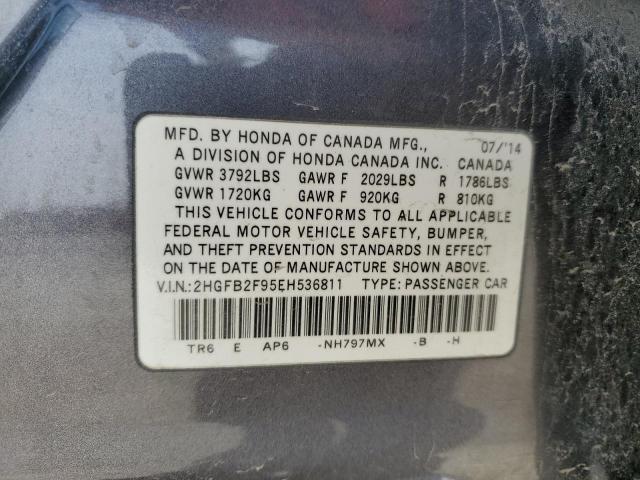 MFD. BY HONDA OF CANADA MFG., 07/'14
A DIVISION OF HONDA CANADA INC. CANADA
GVWR 3792LBS GAWR F 2029LBS R 1786LBS
GVWR 1720KG GAWR F 920KG R 810KG
THIS VEHICLE CONFORMS TO ALL APPLICABLE
FEDERAL MOTOR VEHICLE SAFETY, BUMPER,
AND THEFT PREVENTION STANDARDS IN EFFECT
ON THE DATE OF MANUFACTURE SHOWN ABOVE.
V.I.N.:2HGFB2F95EH536811 TYPE: PASSENGER CAR
TR6 E AP6 -NH797MX -B -H